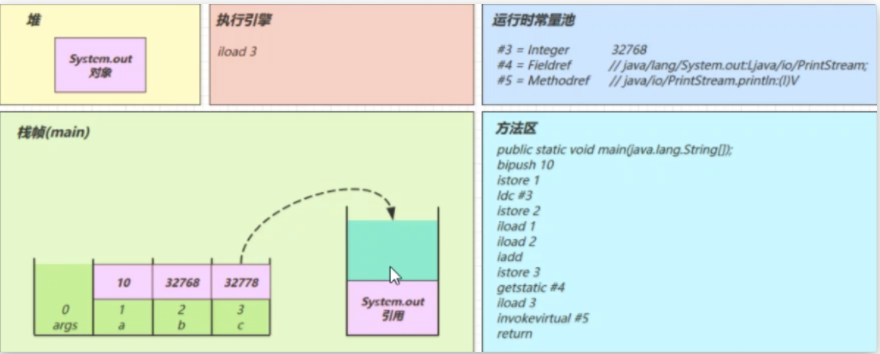 堆
System.out
对象
执行引擎
iload 3
运行时常量池
#3 = Integer 32768
#4 = Fieldref // java/lang/System.out:Ljava/io/PrintStream;
#5 = Methodref // java/io/PrintStream.println:(I)V
栈帧(main)
10 32768 32778
0 1 2 3
args a b c
System.out
引用
方法区
public static void main(java.lang.String[]);
bipush 10
istore 1
ldc #3
istore 2
iload 1
iload 2
iadd
istore 3
getstatic #4
iload 3
invokevirtual #5
return